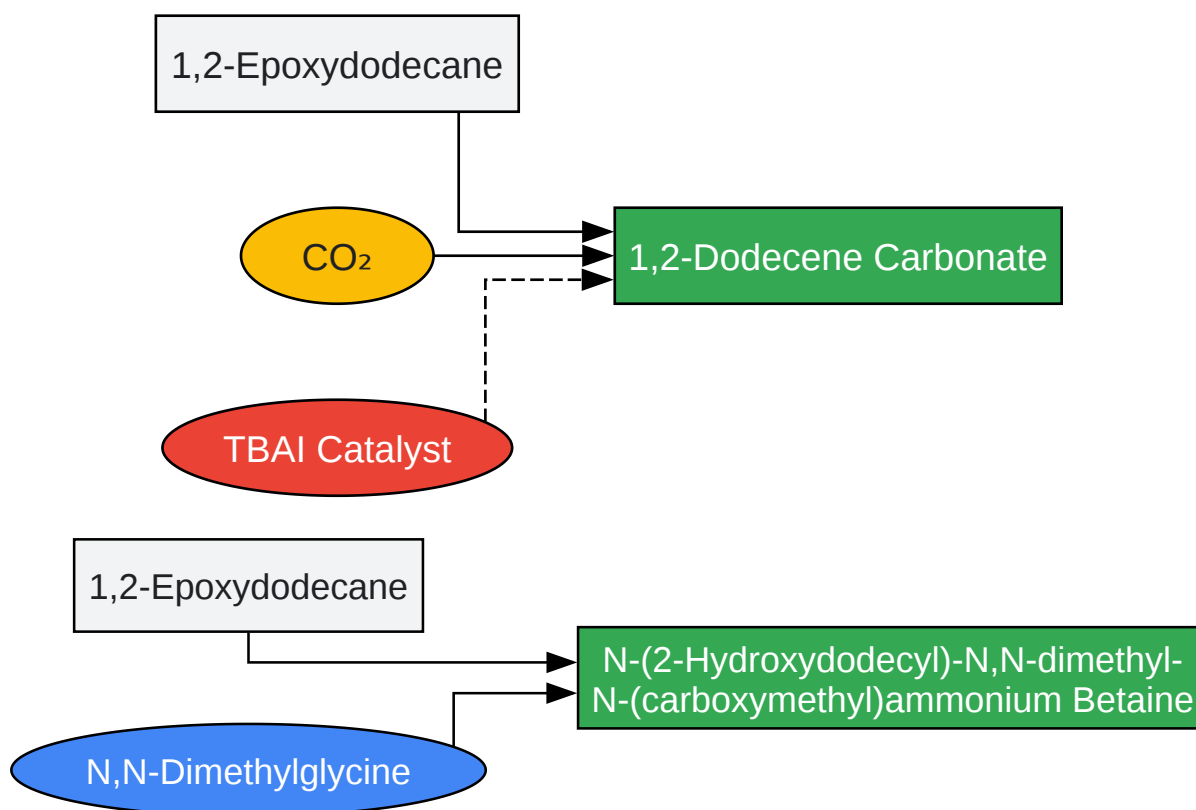 1,2-Epoxydodecane
CO₂
1,2-Dodecene Carbonate
TBAI Catalyst
1,2-Epoxydodecane
N-(2-Hydroxydodecyl)-N,N-dimethyl-
N-(carboxymethyl)ammonium Betaine
N,N-Dimethylglycine